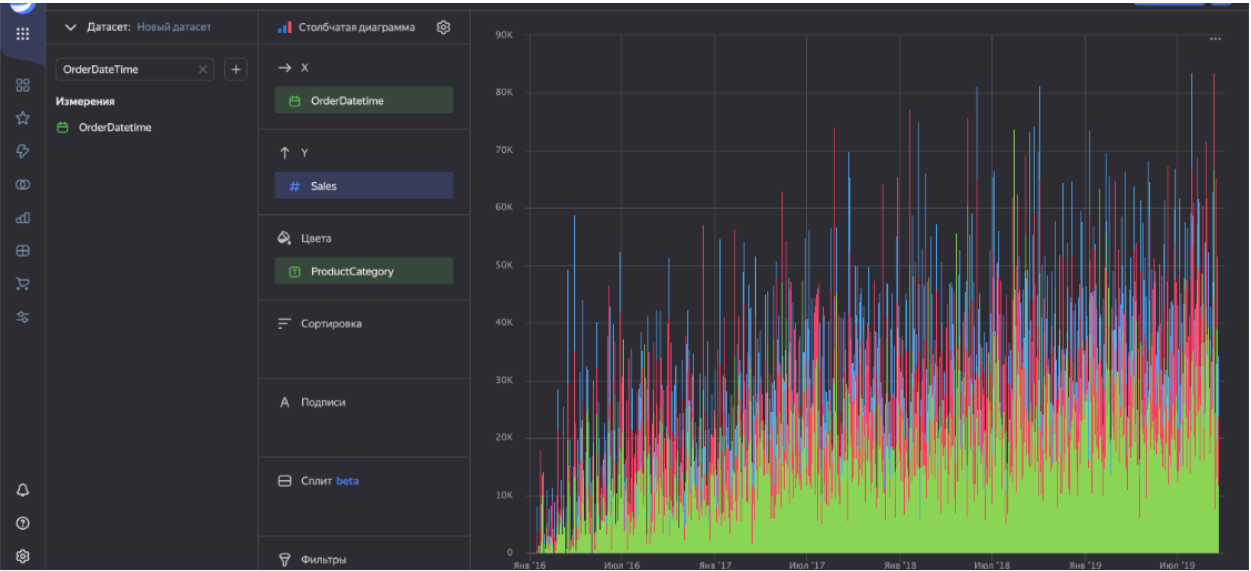 Датасет: Новый датасет
OrderDateTime
Измерения
OrderDatetime
Столбчатая диаграмма
X
OrderDatetime
Y
Sales
Цвета
ProductCategory
Сортировка
A Подписи
Сплит beta
Фильтры
90K
80K
70K
60K
50K
40K
30K
20K
10K
0
Янв '16
Июл '16
Янв '17
Июл '17
Янв '18
Июл '18
Янв '19
Июл '19